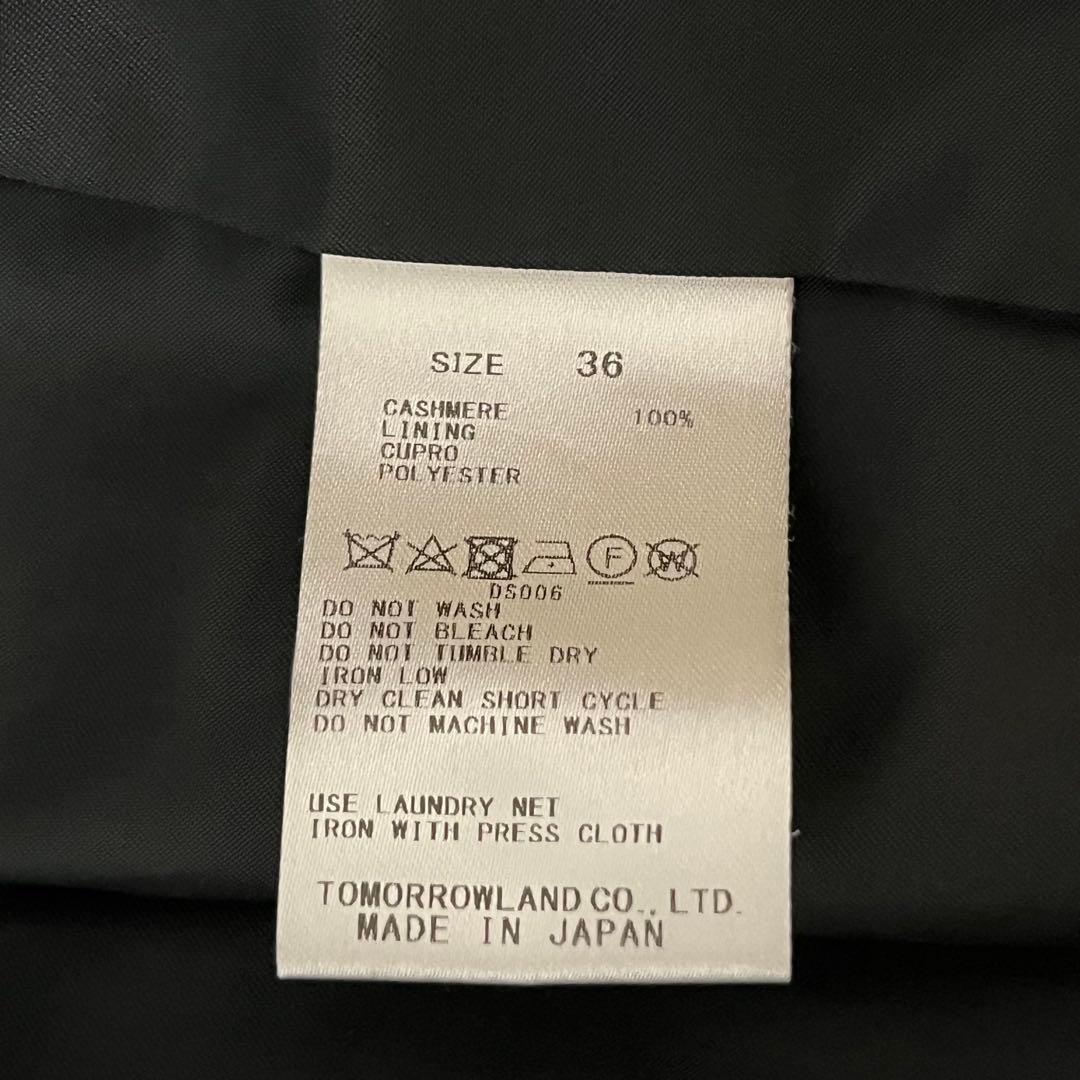 SIZE 36
CASHMERE 100%
LINING
CUPRO
POLYESTER
F W
DS006
DO NOT WASH
DO NOT BLEACH
DO NOT TUMBLE DRY
IRON LOW
DRY CLEAN SHORT CYCLE
DO NOT MACHINE WASH
USE LAUNDRY NET
IRON WITH PRESS CLOTH
TOMORROWLAND CO., LTD.
MADE IN JAPAN